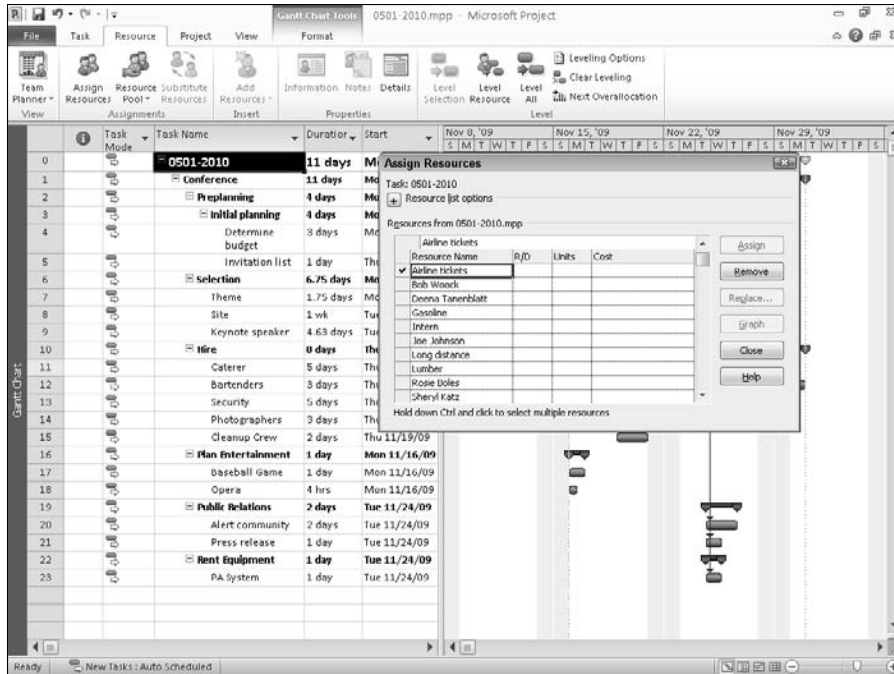 Gantt Chart Tools 0501-2010.mpp - Microsoft Project
File Task Resource Project View Format
Team Planner Assign Resources Resource Pool Substitute Resources Add Resources Information Notes Details Level Selection Level Resource Level All
Leveling Options
Clear Leveling
Next Overallocation
View Assignments Insert Properties Level
Task Mode Task Name Duration Start Nov 8, '09 Nov 15, '09 Nov 22, '09 Nov 29, '09
S M T W T F S S M T W T F S S M T W T F S S M T W T F S
0 0501-2010 11 days
1 Conference 11 days
2 Preplanning 4 days
3 Initial planning 4 days
4 Determine budget 3 days
5 Invitation list 1 day
6 Selection 6.75 days
7 Theme 1.75 days
8 Site 1 wk
9 Keynote speaker 4.63 days
10 Hire 8 days
11 Caterer 5 days
12 Bartenders 3 days
13 Security 5 days
14 Photographers 3 days
15 Cleanup Crew 2 days Thu 11/19/09
16 Plan Entertainment 1 day Mon 11/16/09
17 Baseball Game 1 day Mon 11/16/09
18 Opera 4 hrs Mon 11/16/09
19 Public Relations 2 days Tue 11/24/09
20 Alert community 2 days Tue 11/24/09
21 Press release 1 day Tue 11/24/09
22 Rent Equipment 1 day Tue 11/24/09
23 PA System 1 day Tue 11/24/09
Gantt Chart
Assign Resources
Task: 0501-2010
Resource list options
Resources from 0501-2010.mpp
Airline tickets
Resource Name R/D Units Cost
Airline tickets
Bob Woock
Deena Tanenblatt
Gasoline
Intern
Joe Johnson
Long distance
Lumber
Rosie Boles
Sheryl Katz
Assign
Remove
Replace...
Graph
Close
Help
Hold down Ctrl and click to select multiple resources
Ready New Tasks : Auto Scheduled